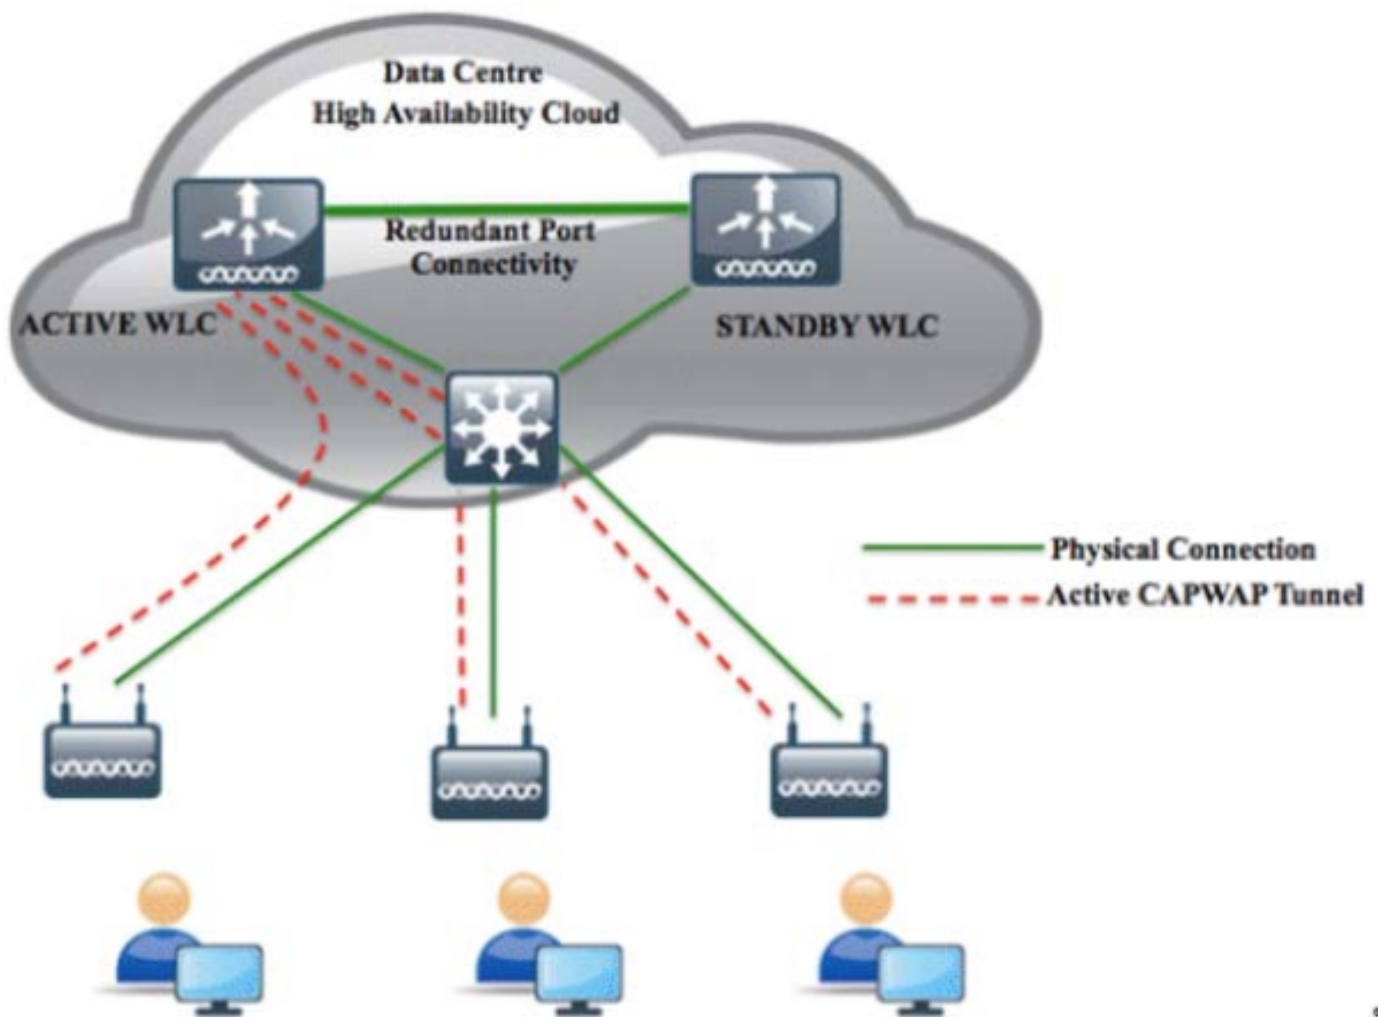 Data Centre
High Availability Cloud
Redundant Port
Connectivity
ACTIVE WLC
STANDBY WLC
Physical Connection
Active CAPWAP Tunnel